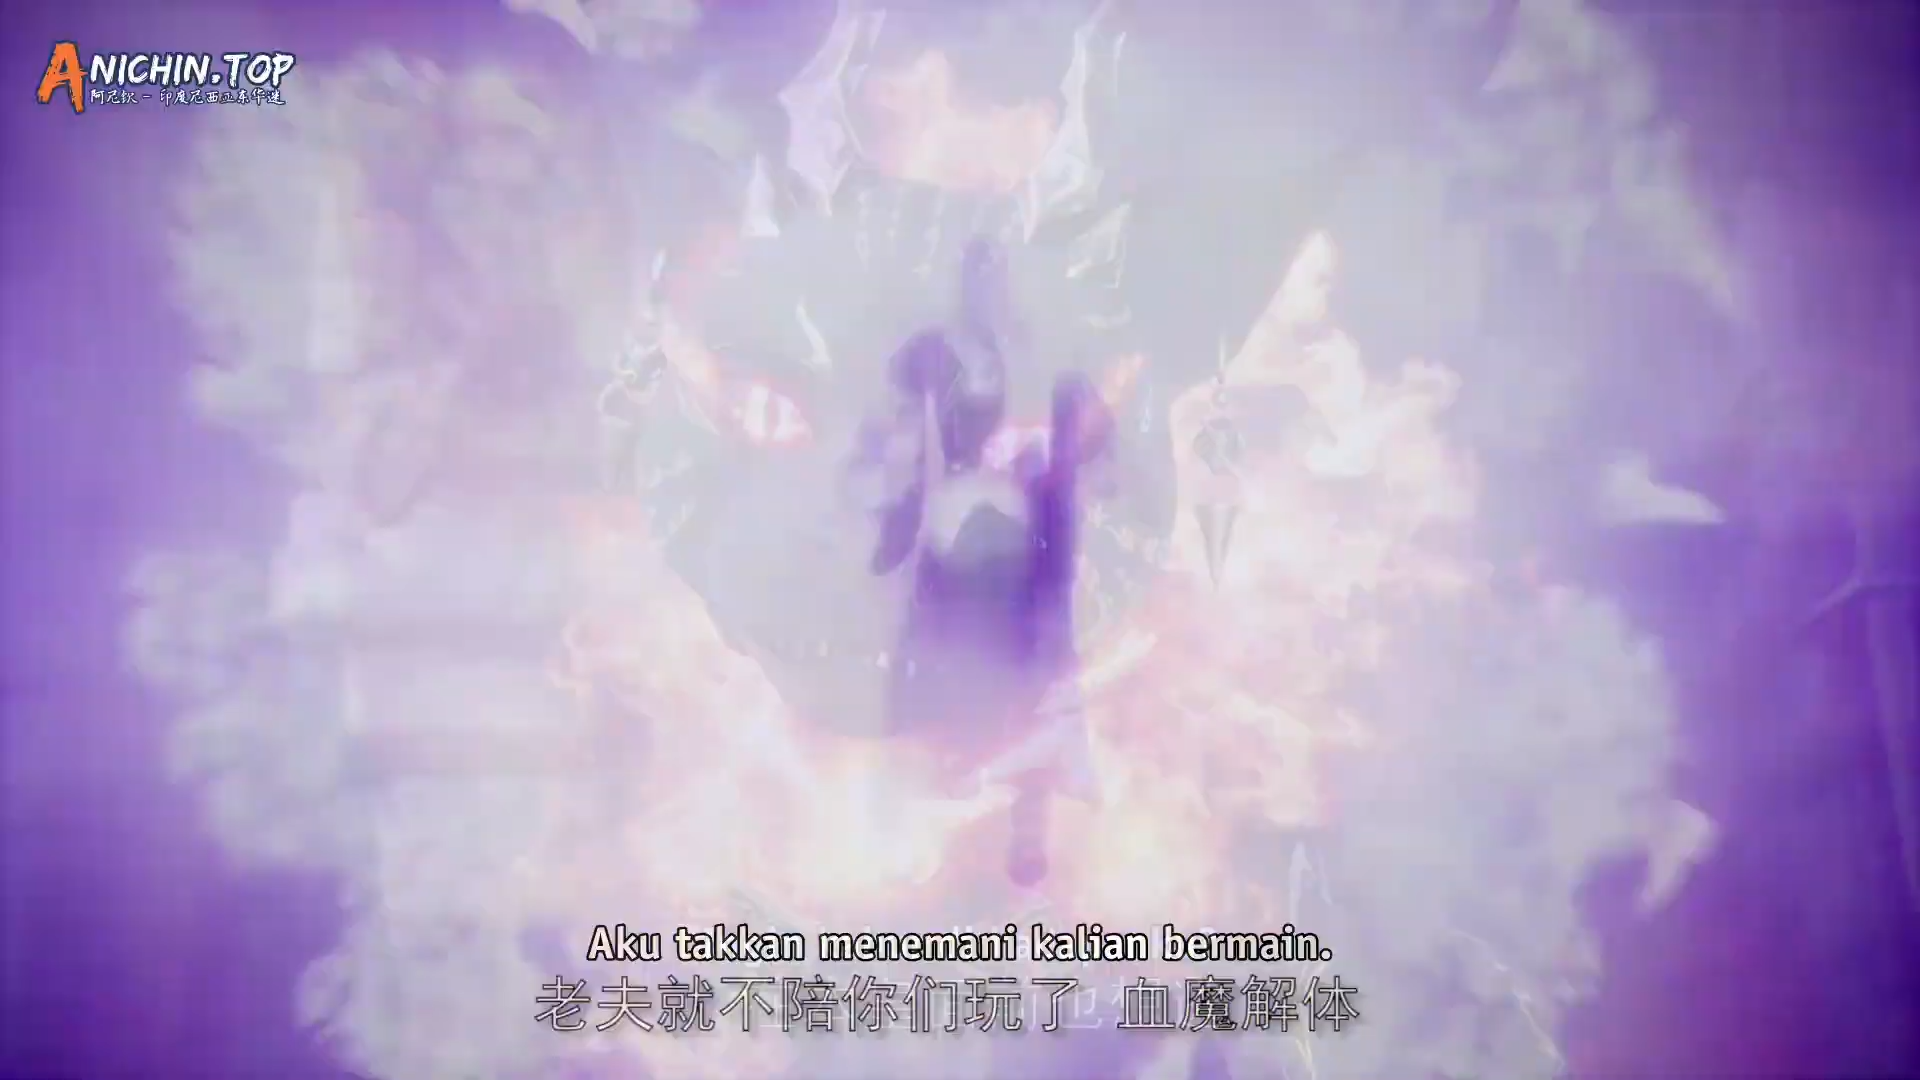 ANICHIN.TOP
阿尼钦 - 印度尼西亚东华迷
Aku takkan menemani kalian bermain.
老夫就不陪你们玩了 血魔解体